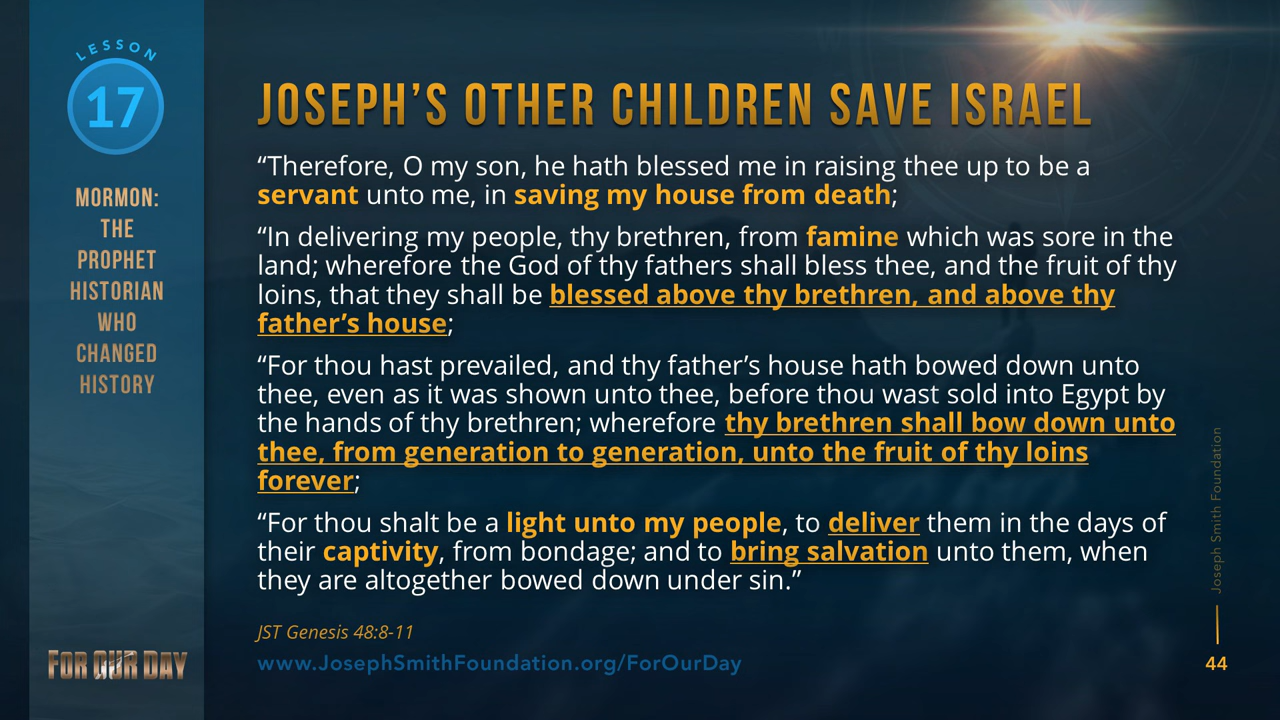 LESSON
17
MORMON:
THE
PROPHET
HISTORIAN
WHO
CHANGED
HISTORY
FOR OUR DAY
JOSEPH’S OTHER CHILDREN SAVE ISRAEL
“Therefore, O my son, he hath blessed me in raising thee up to be a
servant unto me, in saving my house from death;
“In delivering my people, thy brethren, from famine which was sore in the
land; wherefore the God of thy fathers shall bless thee, and the fruit of thy
loins, that they shall be blessed above thy brethren, and above thy
father’s house;
“For thou hast prevailed, and thy father’s house hath bowed down unto
thee, even as it was shown unto thee, before thou wast sold into Egypt by
the hands of thy brethren; wherefore thy brethren shall bow down unto
thee, from generation to generation, unto the fruit of thy loins
forever;
“For thou shalt be a light unto my people, to deliver them in the days of
their captivity, from bondage; and to bring salvation unto them, when
they are altogether bowed down under sin.”
JST Genesis 48:8-11
www.JosephSmithFoundation.org/ForOurDay
Joseph Smith Foundation
44